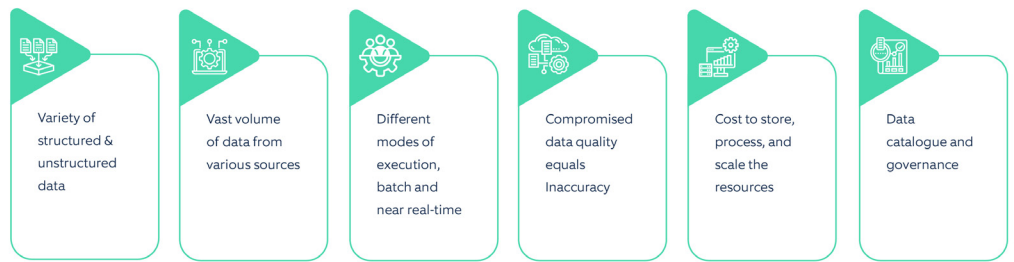 Variety of
structured &
unstructured
data
Vast volume
of data from
various sources
Different
modes of
execution,
batch and
near real-time
Compromised
data quality
equals
Inaccuracy
Cost to store,
process, and
scale the
resources
Data
catalogue and
governance